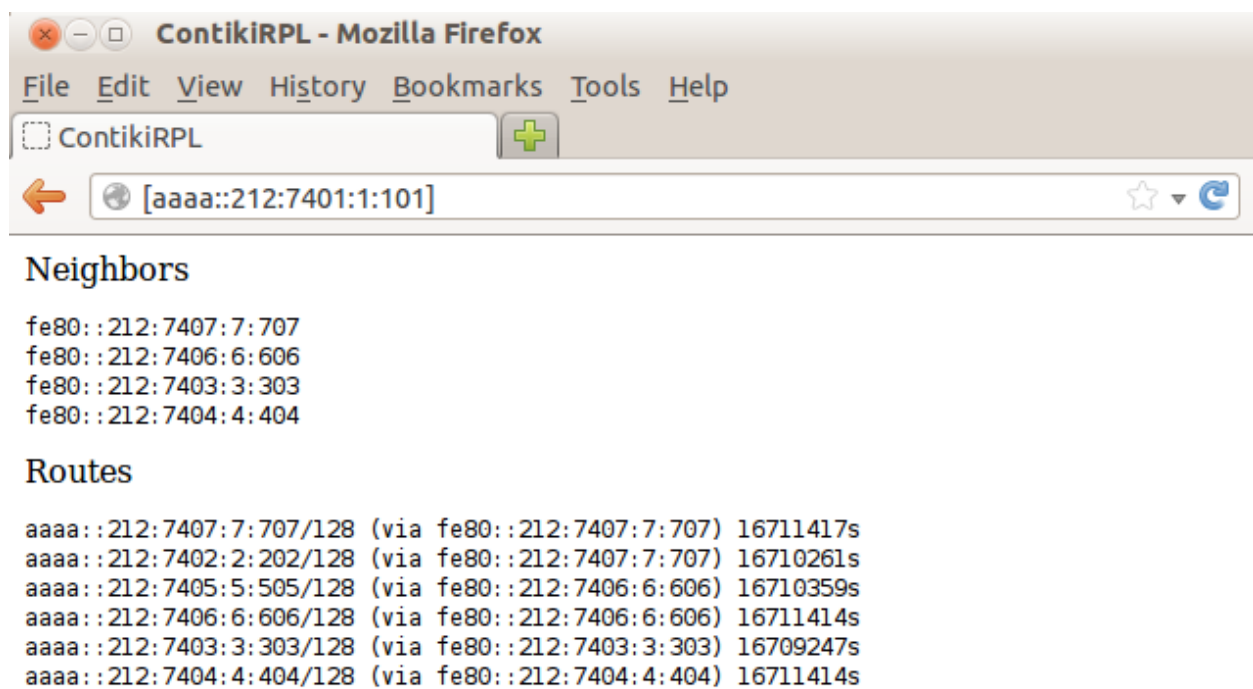 ContikiRPL - Mozilla Firefox
File Edit View History Bookmarks Tools Help
ContikiRPL
[aaaa::212:7401:1:101]
Neighbors
fe80::212:7407:7:707
fe80::212:7406:6:606
fe80::212:7403:3:303
fe80::212:7404:4:404
Routes
aaaa::212:7407:7:707/128 (via fe80::212:7407:7:707) 16711417s
aaaa::212:7402:2:202/128 (via fe80::212:7407:7:707) 16710261s
aaaa::212:7405:5:505/128 (via fe80::212:7406:6:606) 16710359s
aaaa::212:7406:6:606/128 (via fe80::212:7406:6:606) 16711414s
aaaa::212:7403:3:303/128 (via fe80::212:7403:3:303) 16709247s
aaaa::212:7404:4:404/128 (via fe80::212:7404:4:404) 16711414s